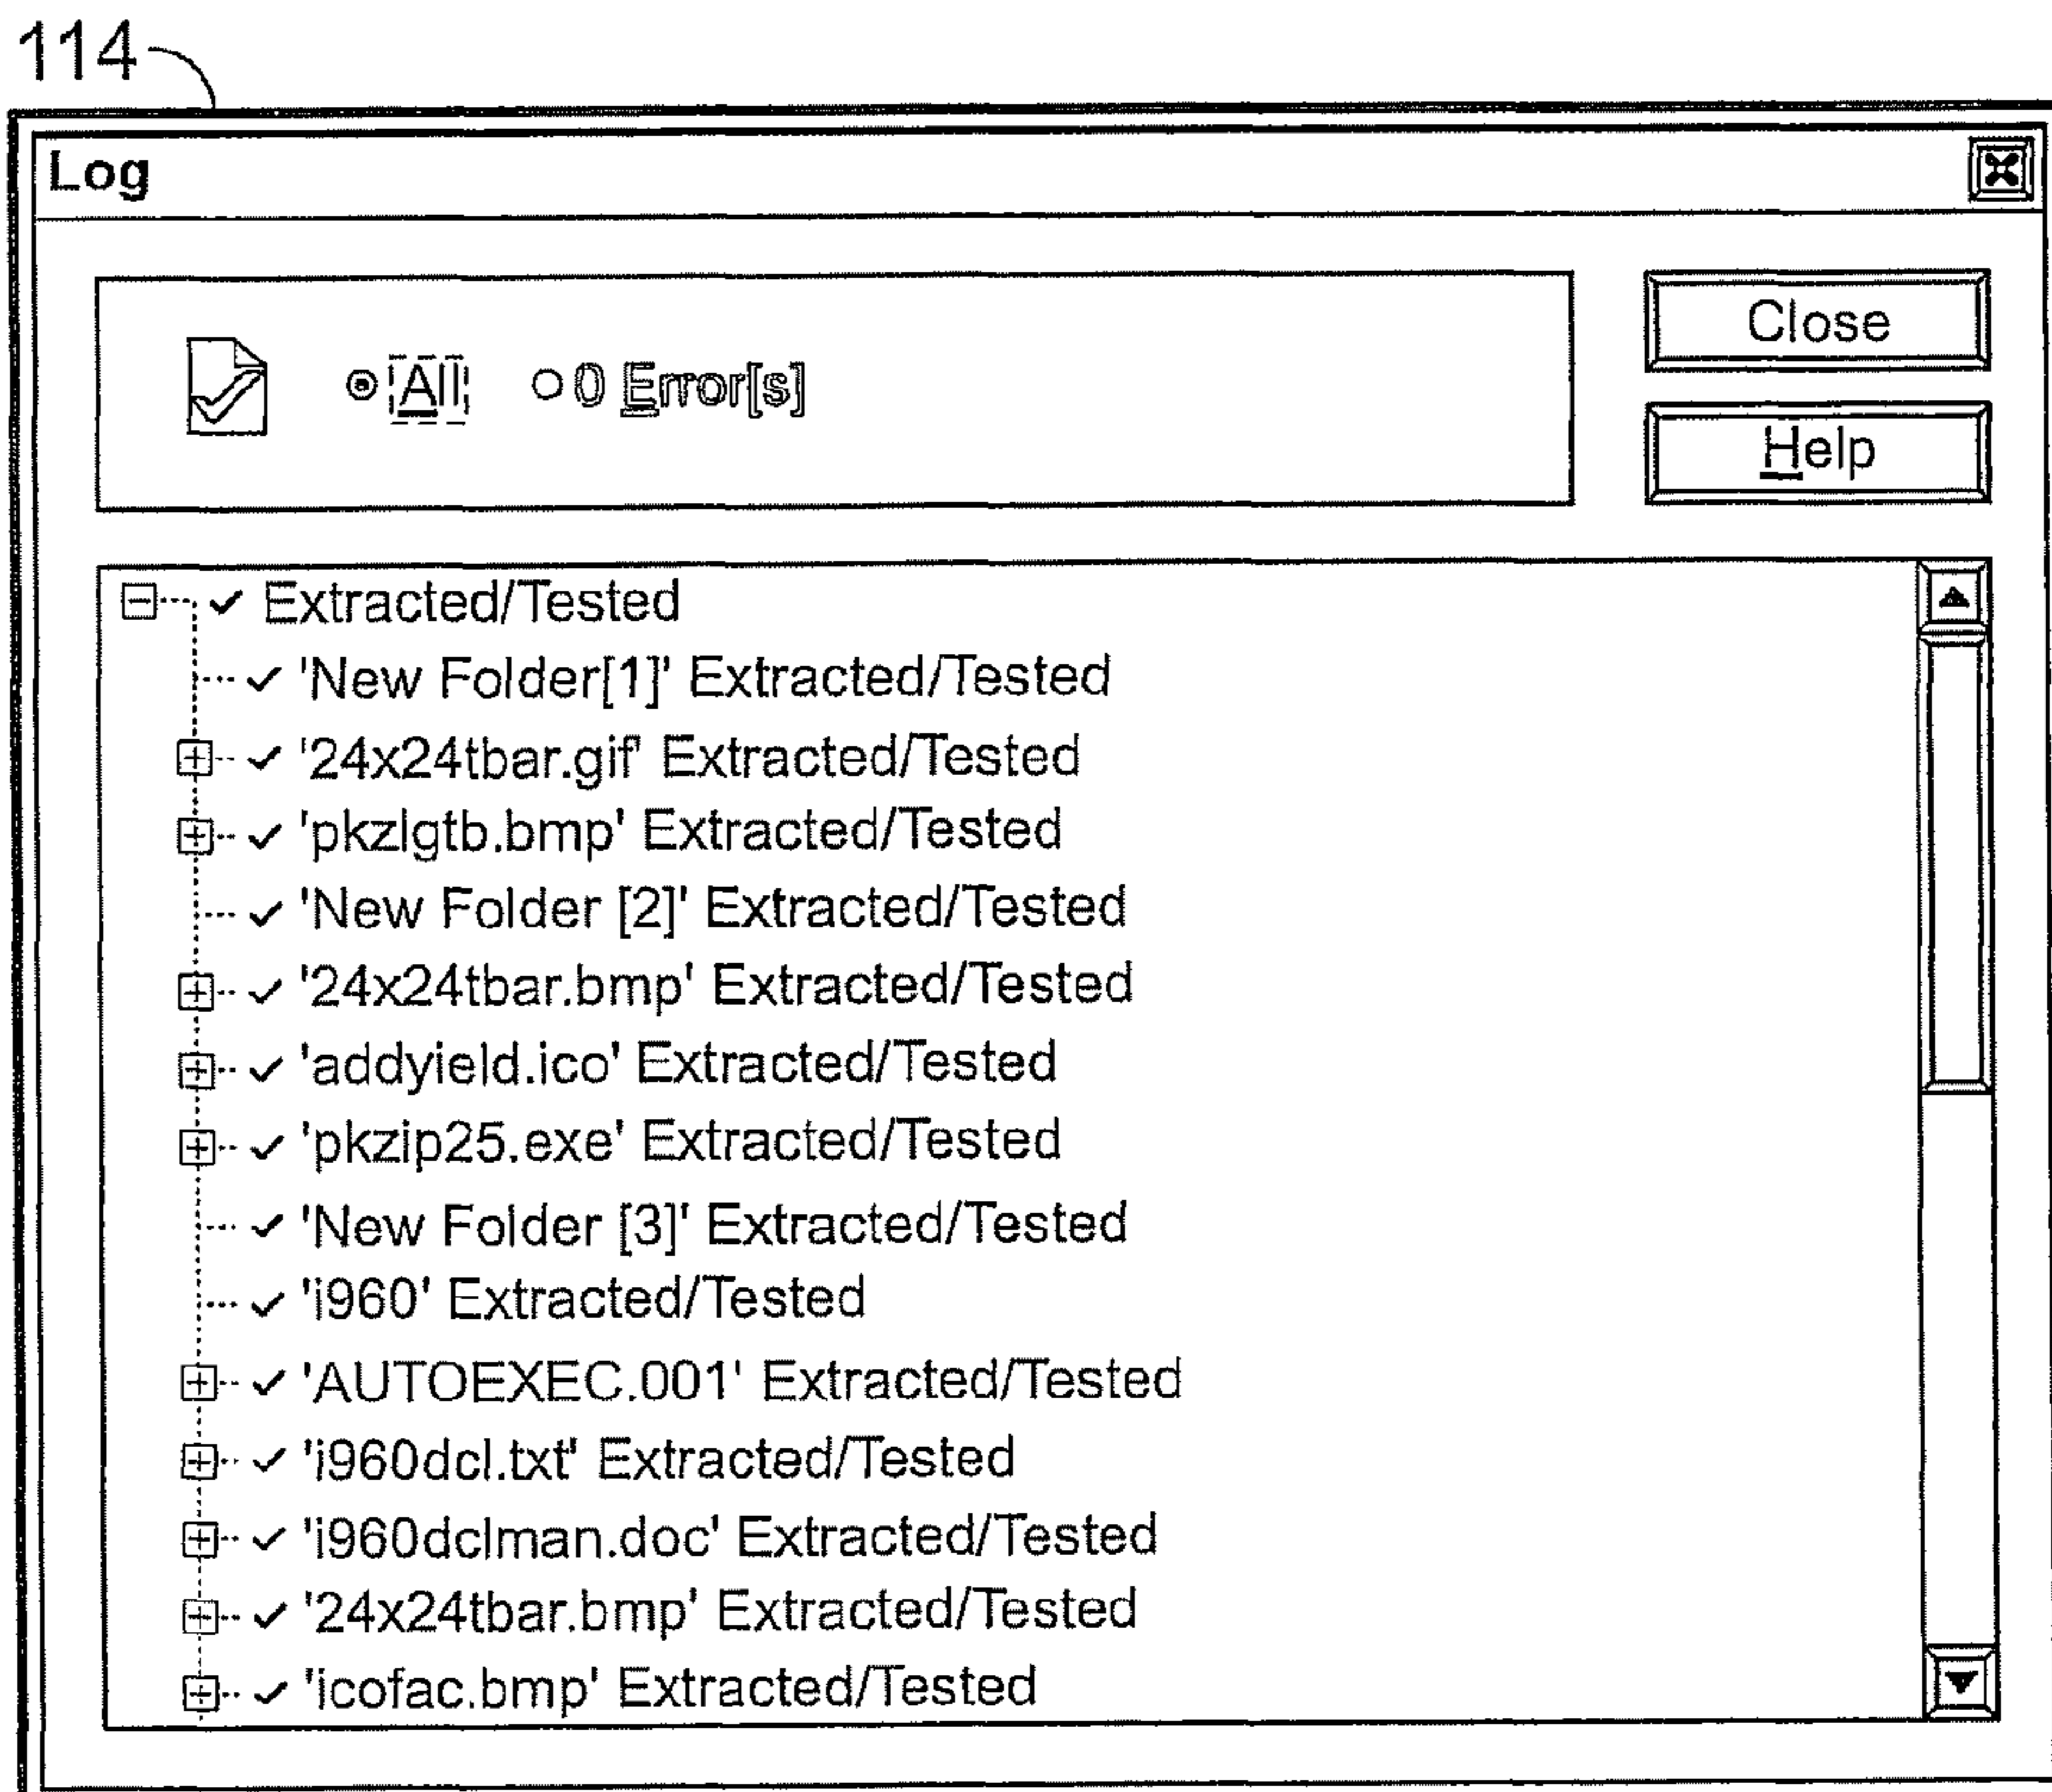 114
Log
All 0 Error[s]
Close
Help
Extracted/Tested
'New Folder[1]' Extracted/Tested
'24x24tbar.gif' Extracted/Tested
'pkzlgtb.bmp' Extracted/Tested
'New Folder [2]' Extracted/Tested
'24x24tbar.bmp' Extracted/Tested
'addyield.ico' Extracted/Tested
'pkzip25.exe' Extracted/Tested
'New Folder [3]' Extracted/Tested
'i960' Extracted/Tested
'AUTOEXEC.001' Extracted/Tested
'i960dcl.txt' Extracted/Tested
'i960dclman.doc' Extracted/Tested
'24x24tbar.bmp' Extracted/Tested
'icofac.bmp' Extracted/Tested